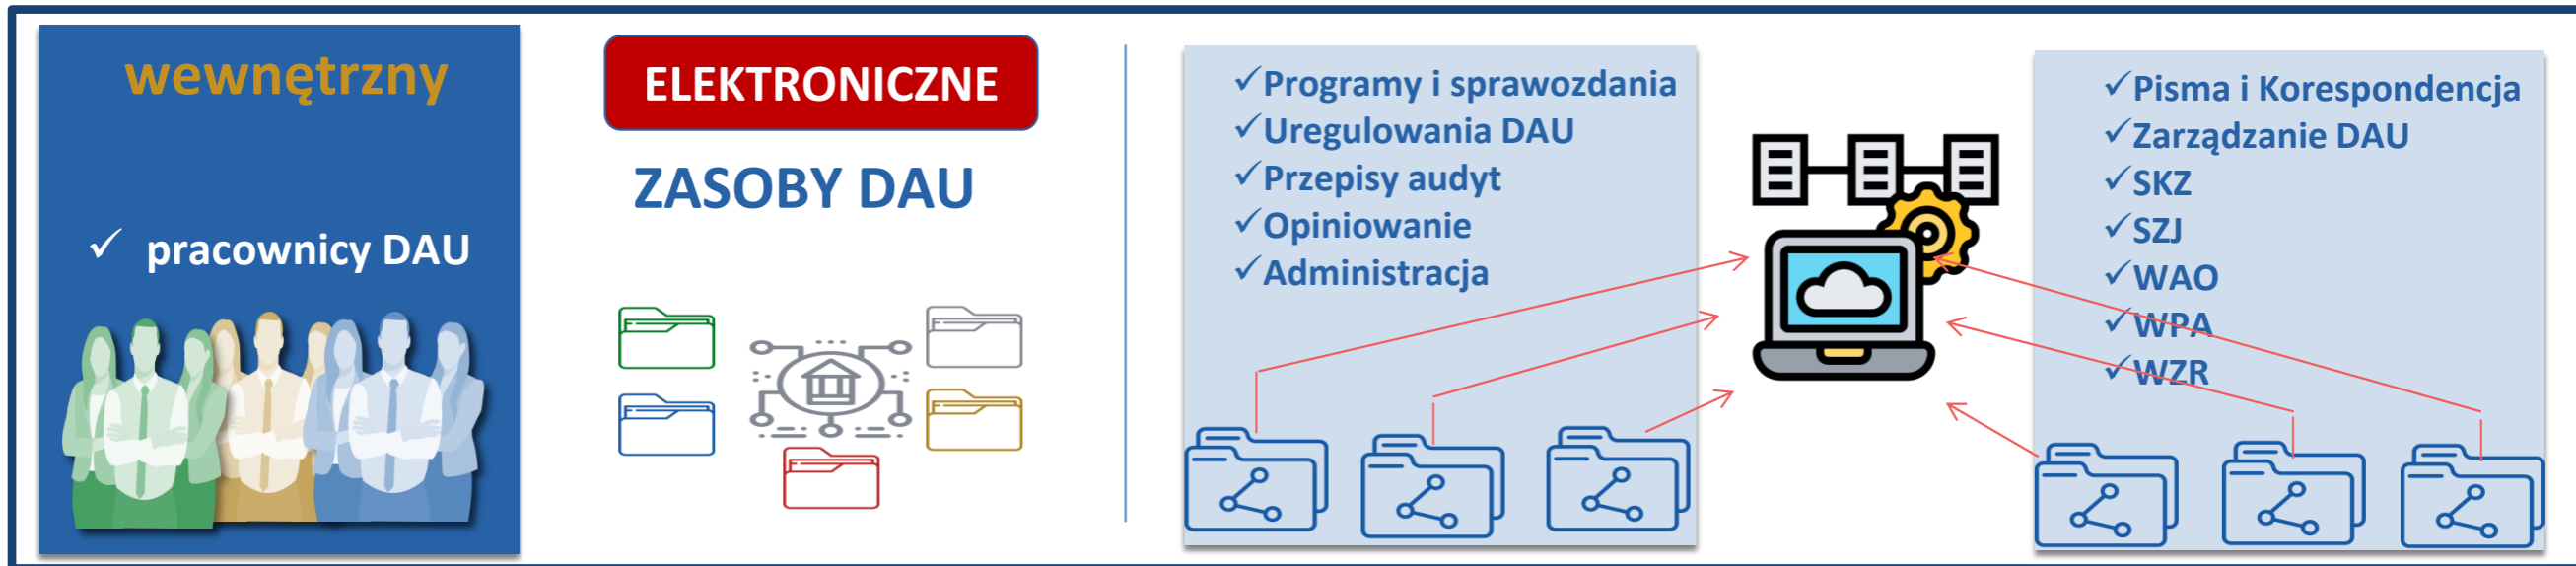 wewnętrzny
✓ pracownicy DAU
ELEKTRONICZNE
ZASOBY DAU
✓Programy i sprawozdania
✓Uregulowania DAU
✓Przepisy audyt
✓Opiniowanie
✓Administracja
✓Pisma i Korespondencja
✓Zarządzanie DAU
✓SKZ
✓SZJ
✓WAO
✓WPA
✓WZR